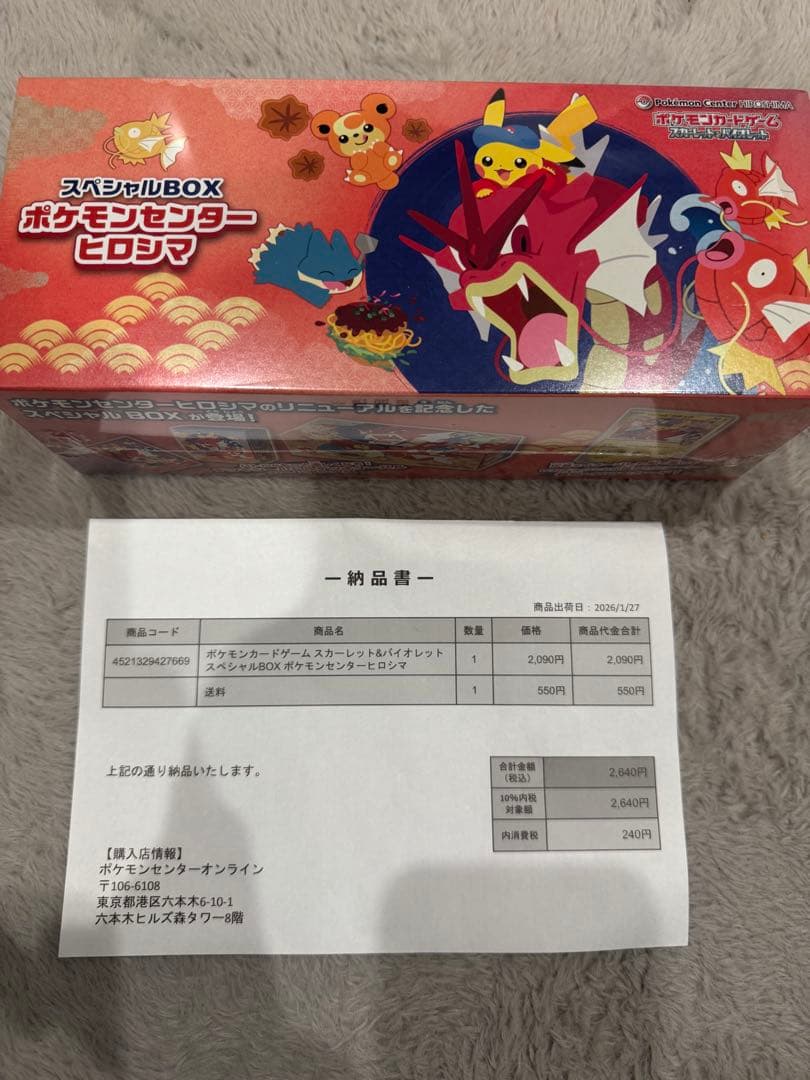 Pokémon Center HIROSHIMA
ポケモンカードゲーム
スカーレット&バイオレット
スペシャルBOX
ポケモンセンター
ヒロシマ
ポケモンセンターヒロシマのリニューアルを記念した
スペシャルBOXが登場!
ー納品書ー
商品出荷日：2026/1/27
商品コード 商品名 数量 価格 商品代金合計
4521329427669 ポケモンカードゲーム スカーレット&バイオレット 1 2,090円 2,090円
スペシャルBOX ポケモンセンターヒロシマ
送料 1 550円 550円
上記の通り納品いたします。
合計金額
(税込) 2,640円
10%内税
対象額 2,640円
内消費税 240円
【購入店情報】
ポケモンセンターオンライン
〒106-6108
東京都港区六本木6-10-1
六本木ヒルズ森タワー8階